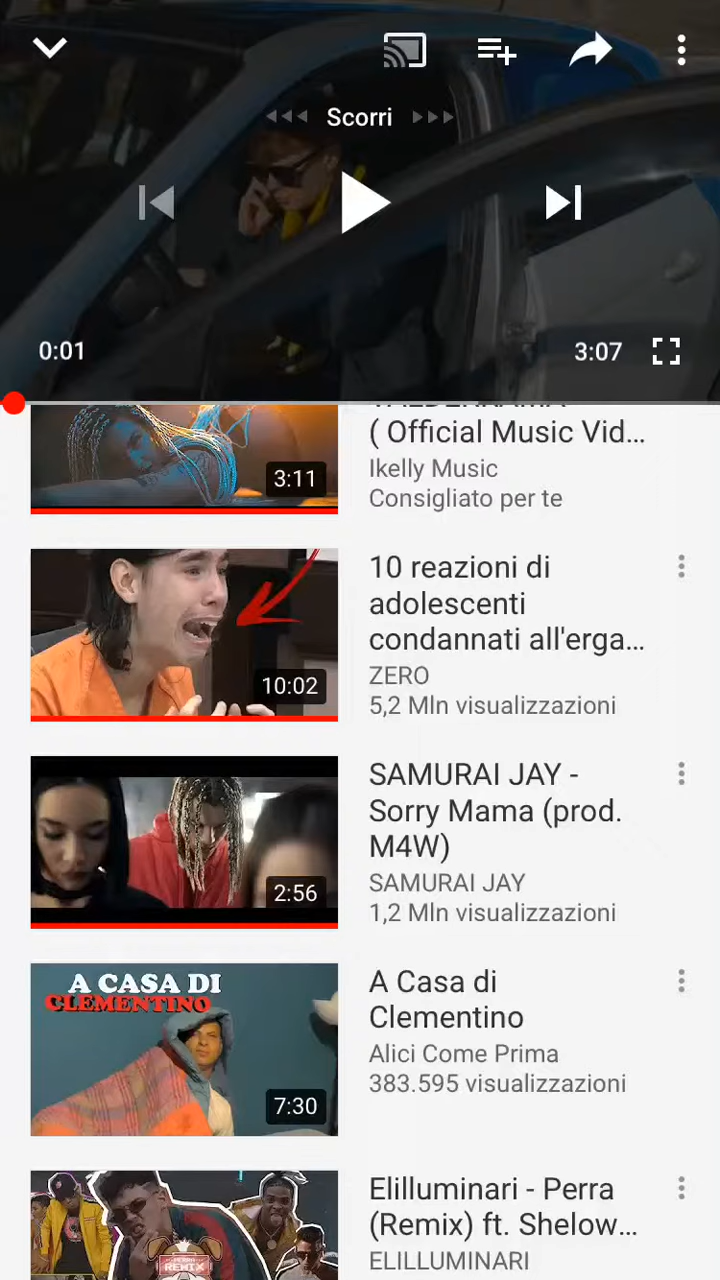 Scorri
0:01
3:07
( Official Music Vid...
Ikelly Music
Consigliato per te
3:11
10 reazioni di
adolescenti
condannati all'erga...
ZERO
5,2 Mln visualizzazioni
10:02
SAMURAI JAY -
Sorry Mama (prod.
M4W)
SAMURAI JAY
1,2 Mln visualizzazioni
2:56
A CASA DI
CLEMENTINO
7:30
A Casa di
Clementino
Alici Come Prima
383.595 visualizzazioni
Elilluminari - Perra
(Remix) ft. Shelow...
ELILLUMINARI
REMIX